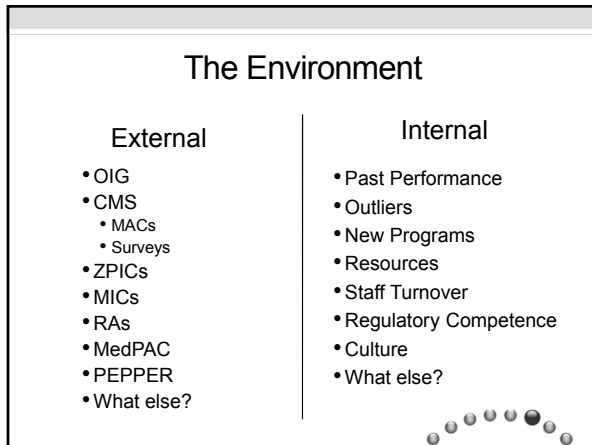 The Environment
External
• OIG
• CMS
• MACs
• Surveys
• ZPICs
• MICs
• RAs
• MedPAC
• PEPPER
• What else?
Internal
• Past Performance
• Outliers
• New Programs
• Resources
• Staff Turnover
• Regulatory Competence
• Culture
• What else?